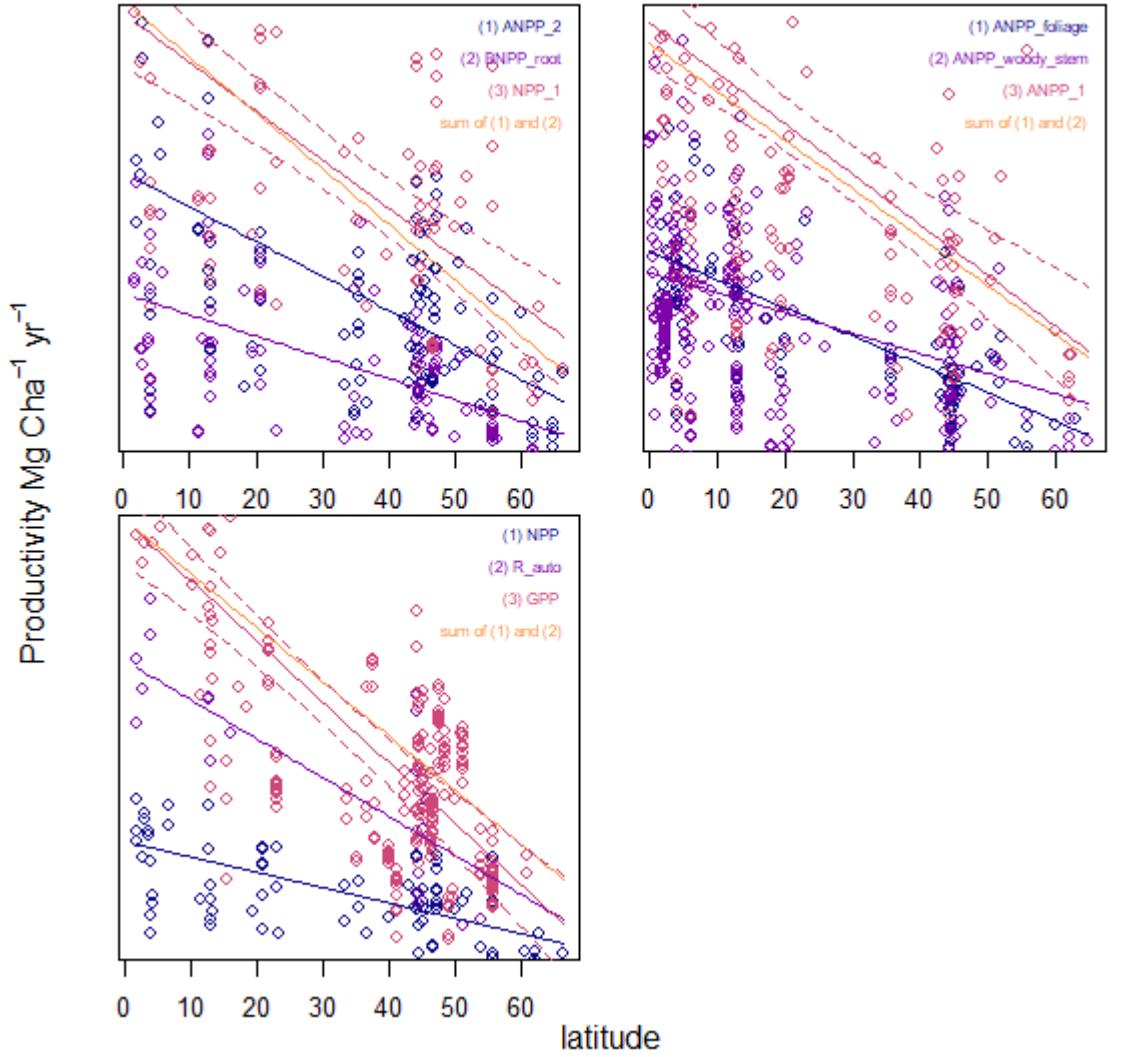 (1) ANPP_2
(2) BNPP_root
(3) NPP_1
sum of (1) and (2)
0 10 20 30 40 50 60
(1) ANPP_foliage
(2) ANPP_woody_stem
(3) ANPP_1
sum of (1) and (2)
0 10 20 30 40 50 60
(1) NPP
(2) R_auto
(3) GPP
sum of (1) and (2)
0 10 20 30 40 50 60
Productivity Mg Cha⁻¹ yr⁻¹
latitude